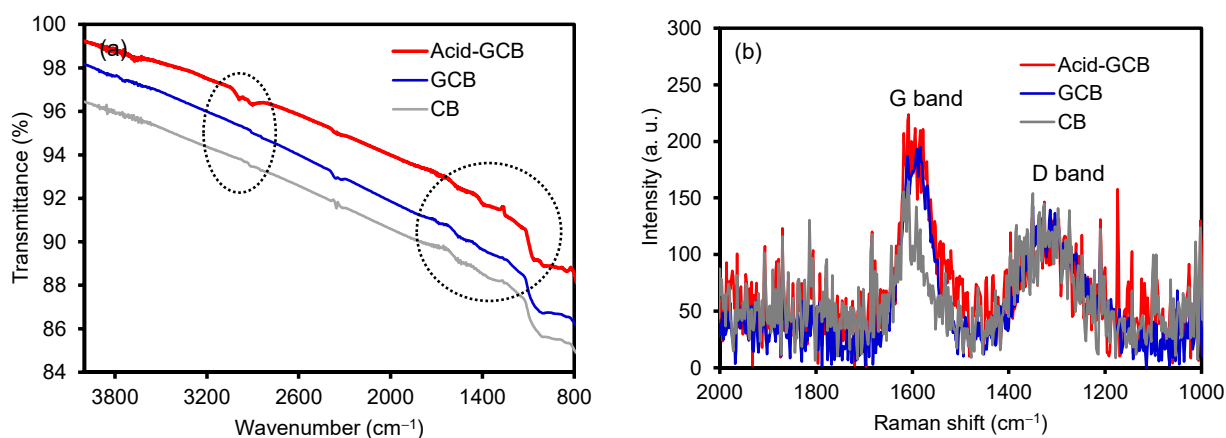 (a)
100
98
96
94
92
90
88
86
84
Transmittance (%)
Acid-GCB
GCB
CB
3800 3200 2600 2000 1400 800
Wavenumber (cm⁻¹)
(b)
300
250
200
150
100
50
0
Intensity (a. u.)
Acid-GCB
GCB
CB
G band
D band
2000 1800 1600 1400 1200 1000
Raman shift (cm⁻¹)